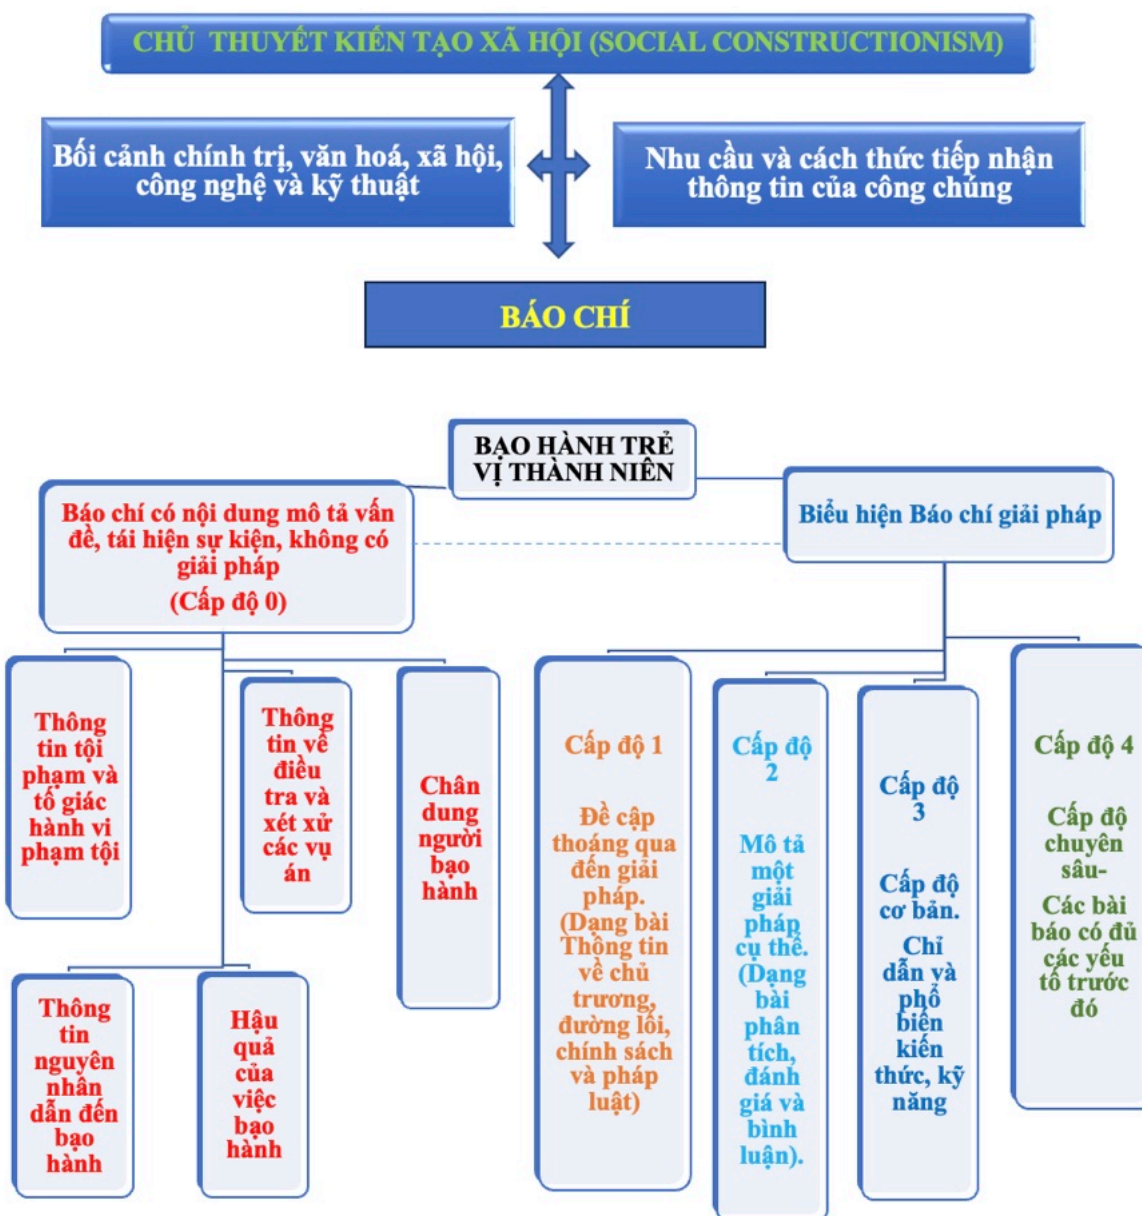 CHỦ THUYẾT KIẾN TẠO XÃ HỘI (SOCIAL CONSTRUCTIONISM)
Bối cảnh chính trị, văn hoá, xã hội,
công nghệ và kỹ thuật
Nhu cầu và cách thức tiếp nhận
thông tin của công chúng
BÁO CHÍ
BẠO HÀNH TRẺ
VỊ THÀNH NIÊN
Báo chí có nội dung mô tả vấn
đề, tái hiện sự kiện, không có
giải pháp
(Cấp độ 0)
Biểu hiện Báo chí giải pháp
Thông
tin tội
phạm và
tố giác
hành vi
phạm tội
Thông
tin về
điều
tra và
xét xử
các vụ
án
Chân
dung
người
bạo
hành
Thông
tin
nguyên
nhân
dẫn đến
bạo
hành
Hậu
quả
của
việc
bạo
hành
Cấp độ 1
Đề cập
thoáng qua
đến giải
pháp.
(Dạng bài
Thông tin
về chủ
trương,
đường lối,
chính sách
và pháp
luật)
Cấp độ
2
Mô tả
một
giải
pháp
cụ thể.
(Dạng
bài
phân
tích,
đánh
giá và
bình
luận).
Cấp độ
3
Cấp độ
cơ bản.
Chỉ
dẫn và
phổ
biến
kiến
thức, kỹ
năng
Cấp độ 4
Cấp độ
chuyên
sâu-
Các bài
báo có đủ
các yếu
tố trước
đó